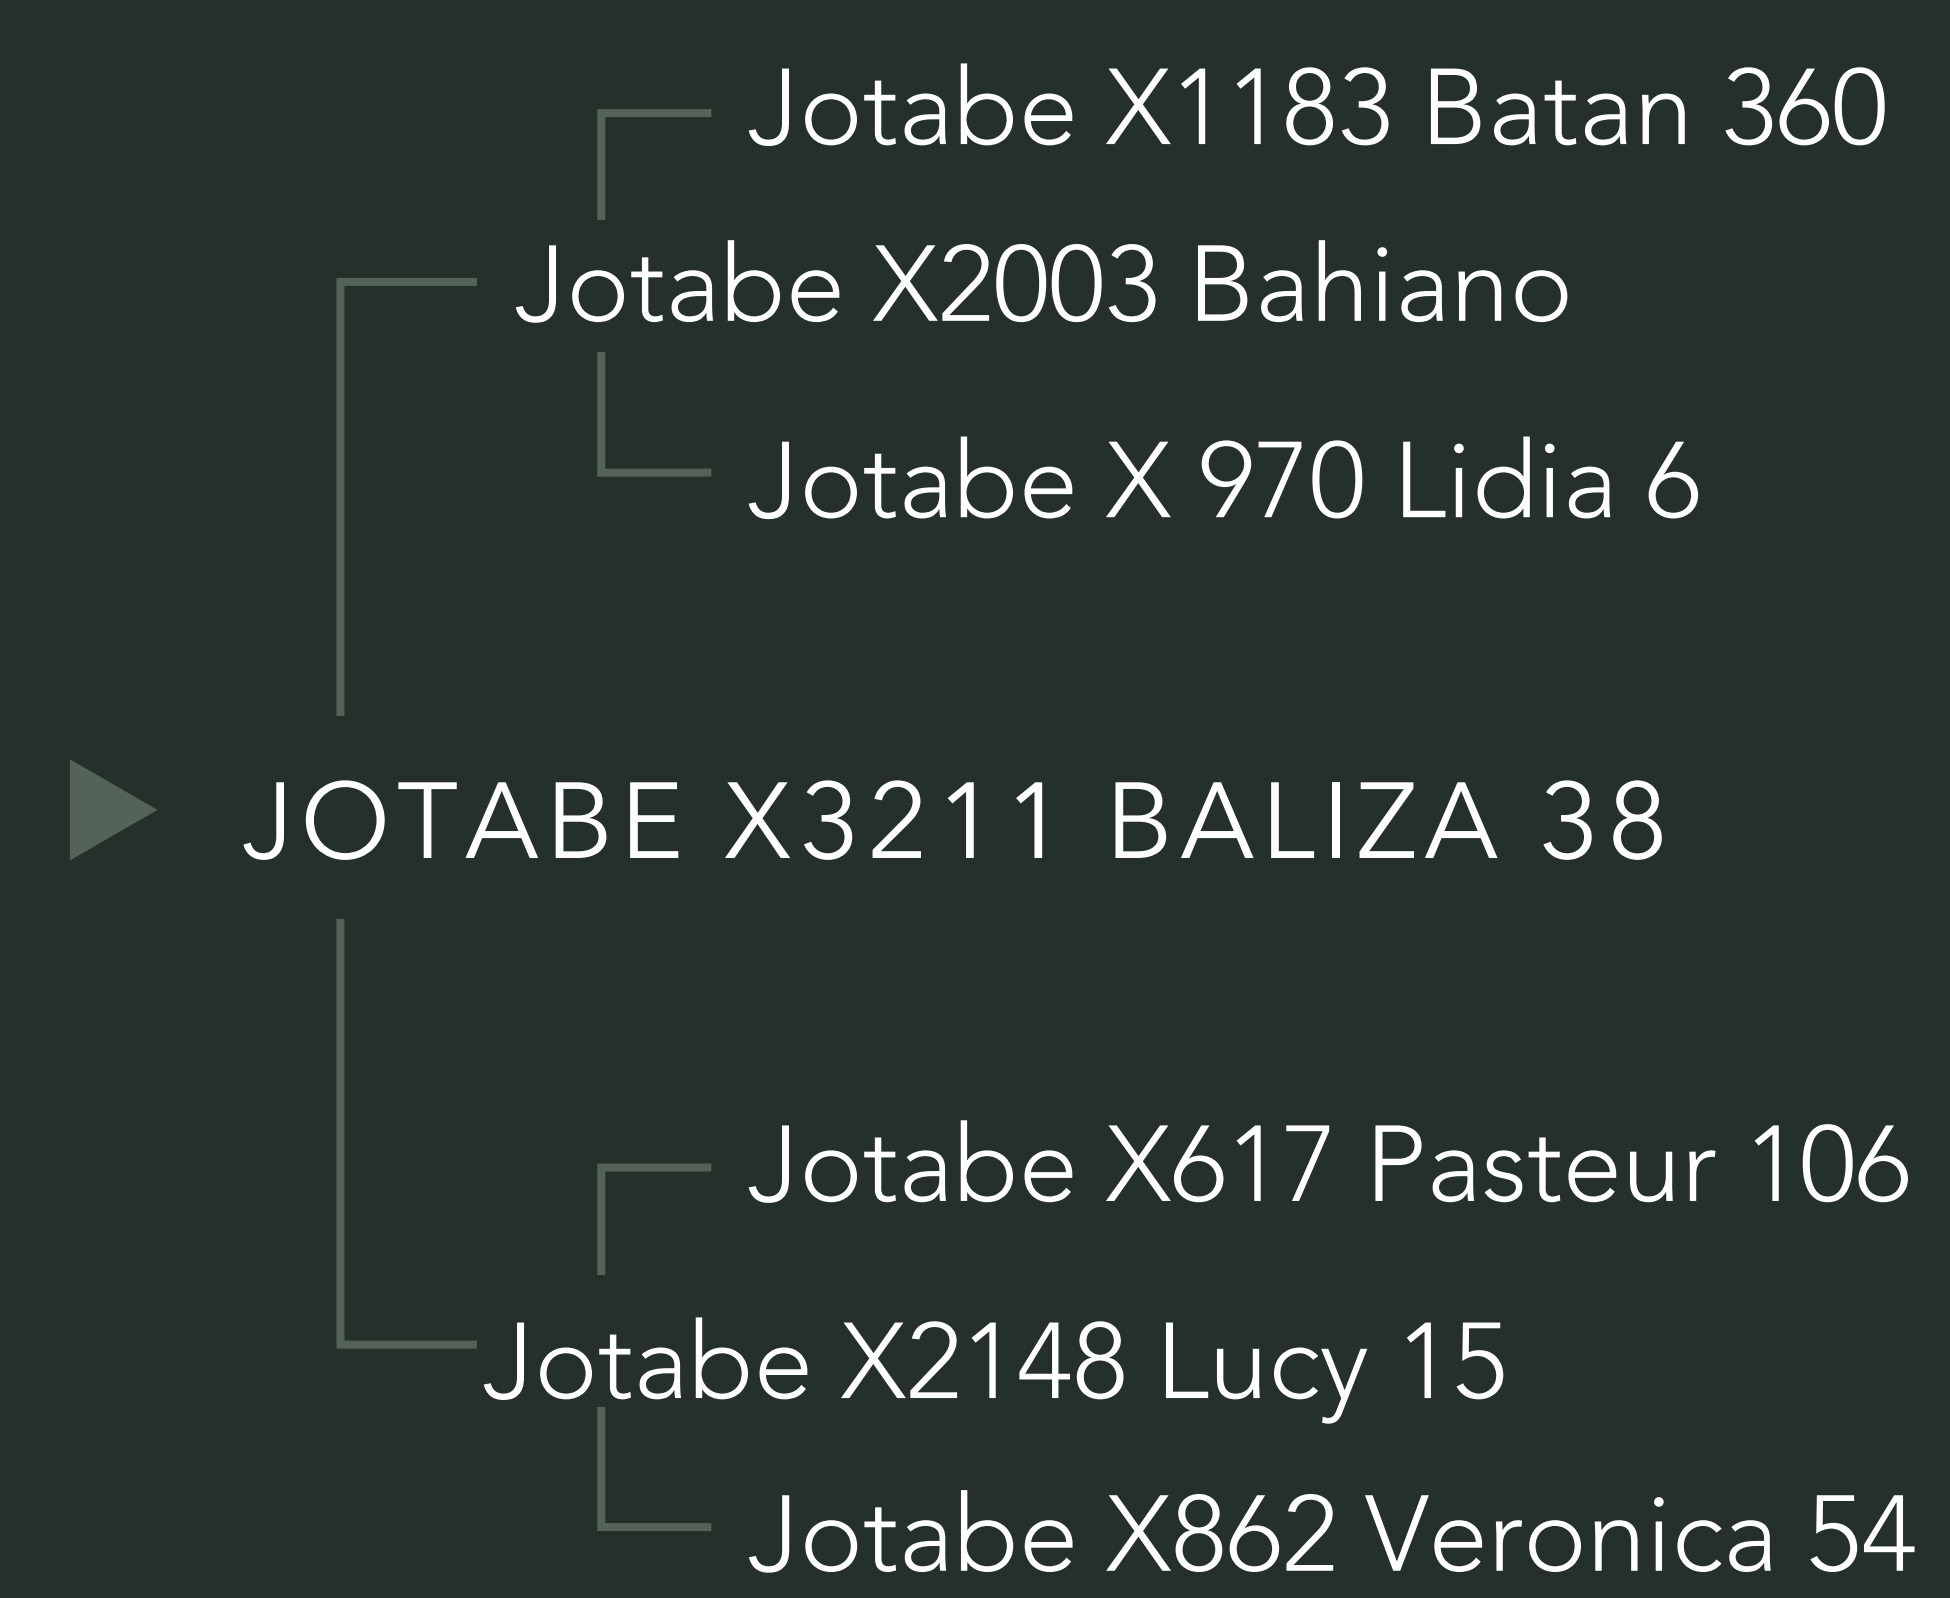 Jotabe X1183 Batan 360
Jotabe X2003 Bahiano
Jotabe X 970 Lidia 6
JOTABE X3211 BALIZA 38
Jotabe X617 Pasteur 106
Jotabe X2148 Lucy 15
Jotabe X862 Veronica 54